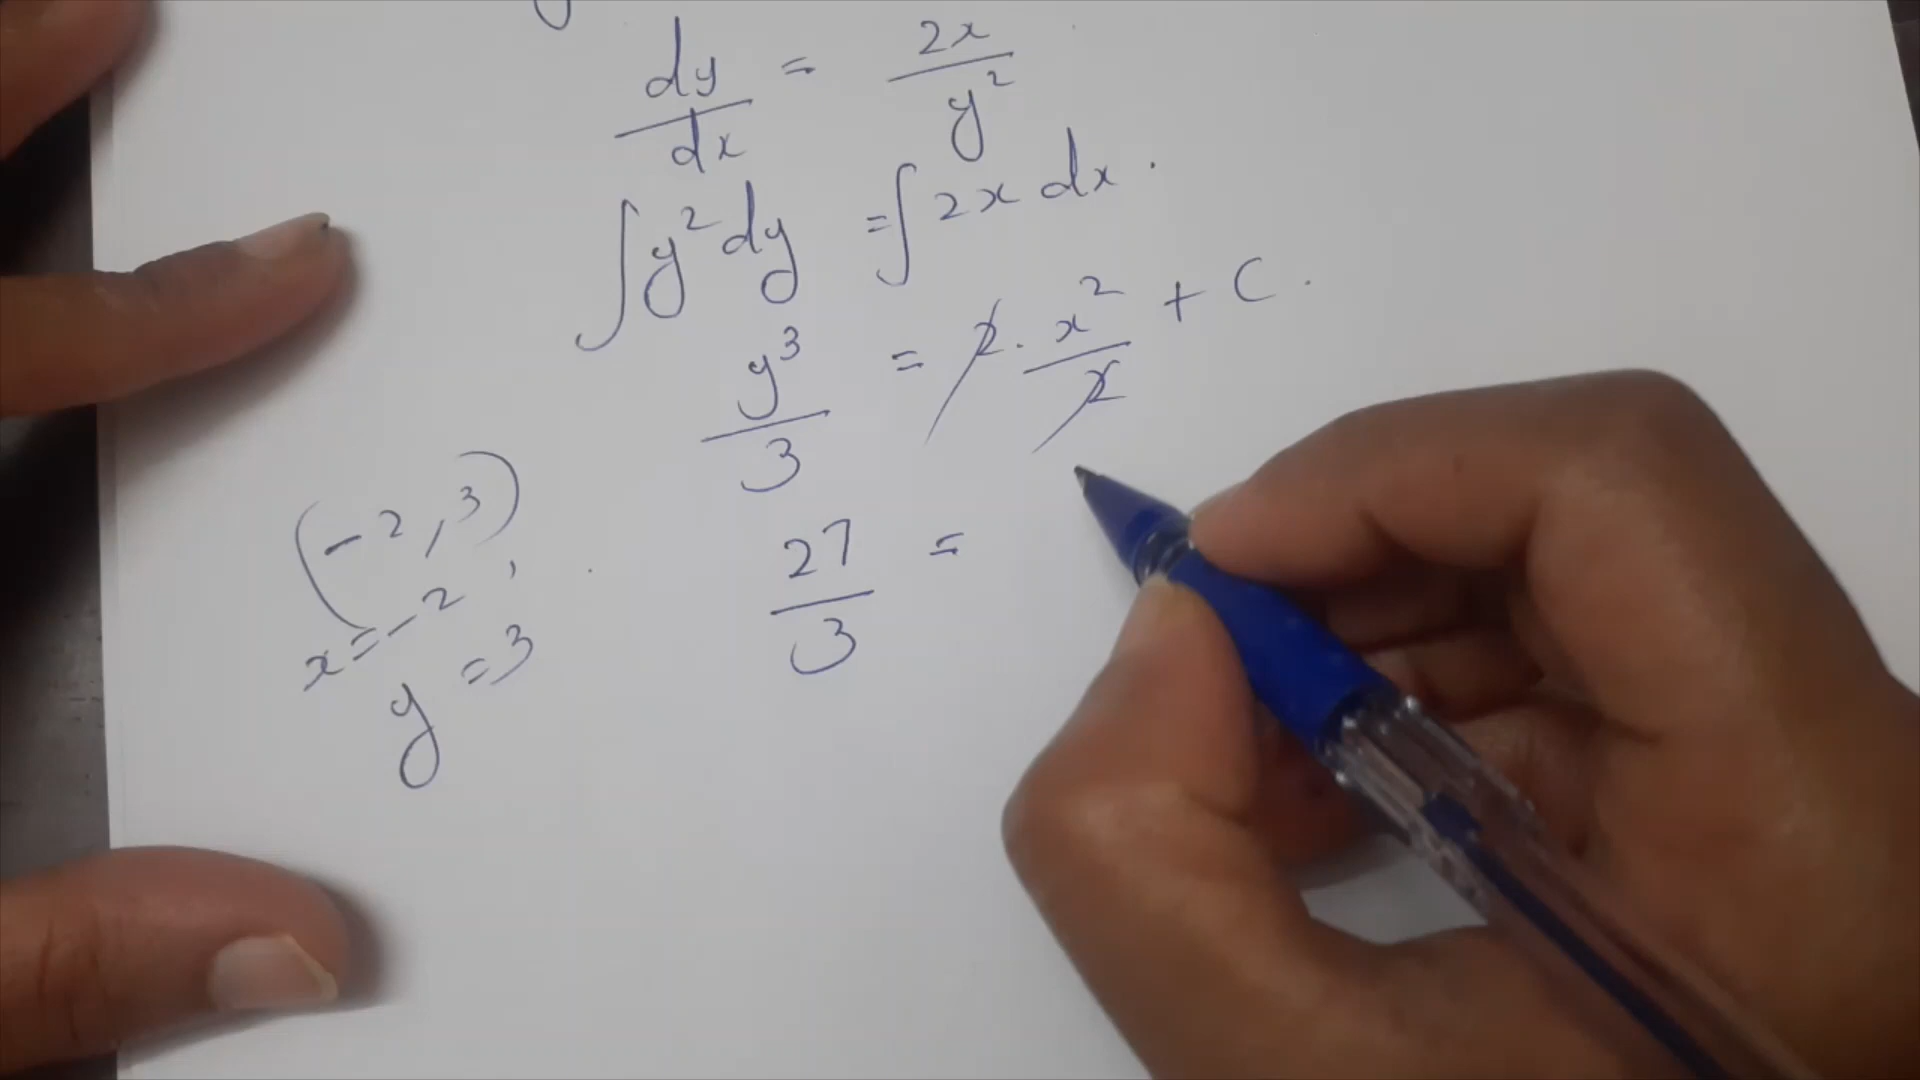 dy/dx = 2x/y²
∫y² dy = ∫2x dx.
y³/3 = 2. x²/2 + C.
(-2, 3)
27/3 =
x = -2,
y = 3